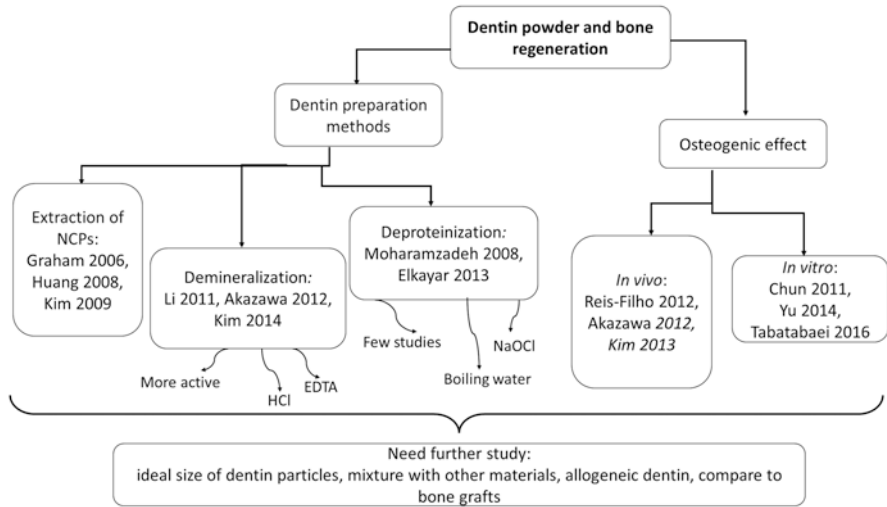 Dentin powder and bone
regeneration
Dentin preparation
methods
Osteogenic effect
Extraction of
NCPs:
Graham 2006,
Huang 2008,
Kim 2009
Demineralization:
Li 2011, Akazawa 2012,
Kim 2014
Deproteinization:
Moharamzadeh 2008,
Elkayar 2013
In vivo:
Reis-Filho 2012,
Akazawa 2012,
Kim 2013
In vitro:
Chun 2011,
Yu 2014,
Tabatabaei 2016
More active
HCl
EDTA
Few studies
Boiling water
NaOCl
Need further study:
ideal size of dentin particles, mixture with other materials, allogeneic dentin, compare to
bone grafts